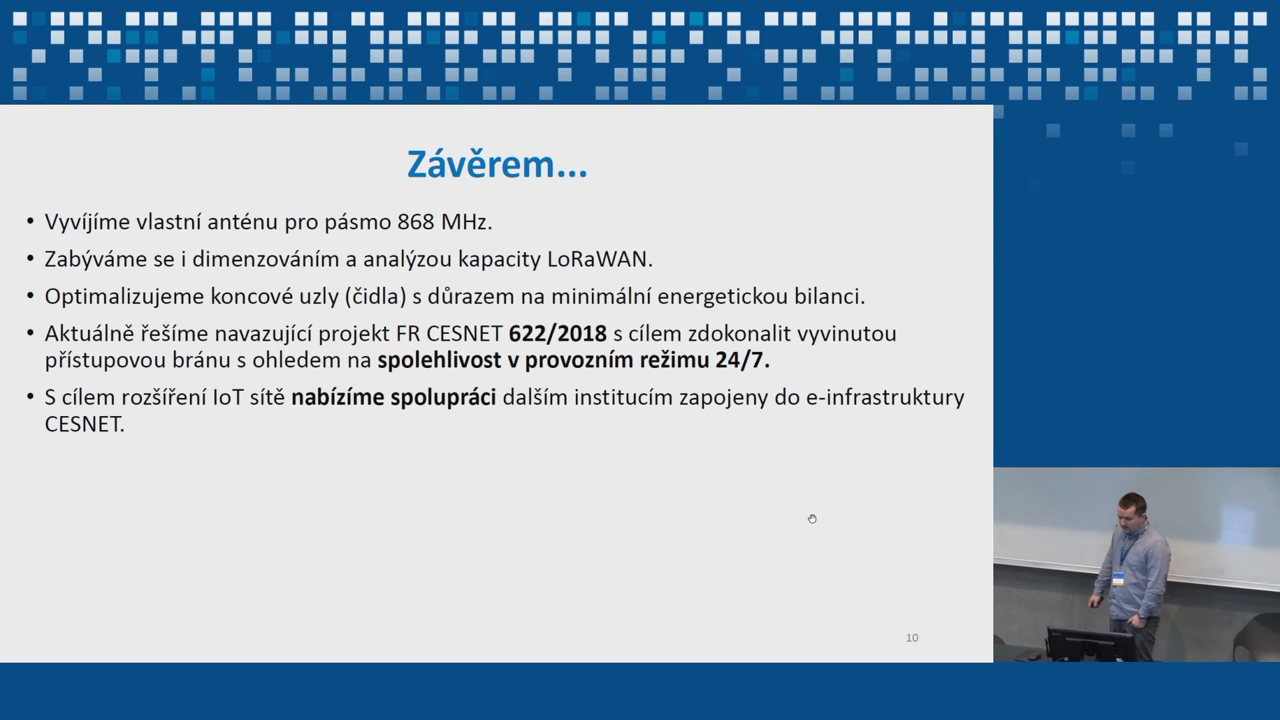 Závěrem...
• Vyvíjíme vlastní anténu pro pásmo 868 MHz.
• Zabýváme se i dimenzováním a analýzou kapacity LoRaWAN.
• Optimalizujeme koncové uzly (čidla) s důrazem na minimální energetickou bilanci.
• Aktuálně řešíme navazující projekt FR CESNET 622/2018 s cílem zdokonalit vyvinutou
přístupovou bránu s ohledem na spolehlivost v provozním režimu 24/7.
• S cílem rozšíření IoT sítě nabízíme spolupráci dalším institucím zapojeny do e-infrastruktury
CESNET.
10